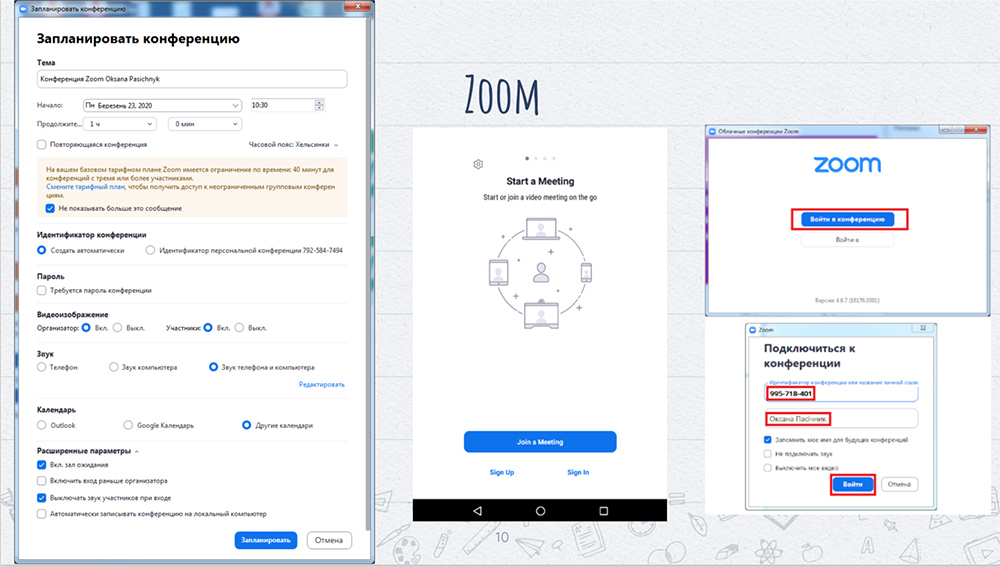 Запланировать конференцию
Запланировать конференцию
Тема
Конференция Zoom Oksana Pasichnyk
Начало: Пн Березень 23, 2020 10:30
Продолжите... 1 ч 0 мин
Повторяющаяся конференция Часовой пояс: Хельсинки
На вашем базовом тарифном плане Zoom имеется ограничение по времени: 40 минут для
конференций с тремя или более участниками.
Смените тарифный план, чтобы получить доступ к неограниченным групповым конферен
циям.
Не показывать больше это сообщение
Идентификатор конференции
Создать автоматически Идентификатор персональной конференции 792-584-7494
Пароль
Требуется пароль конференции
Видеоизображение
Организатор: Вкл. Выкл. Участники: Вкл. Выкл.
Звук
Телефон Звук компьютера Звук телефона и компьютера
Редактировать
Календарь
Outlook Google Календарь Другие календари
Расширенные параметры
Вкл. зал ожидания
Включить вход раньше организатора
Выключать звук участников при входе
Автоматически записывать конференцию на локальный компьютер
Запланировать Отмена
Zoom
Start a Meeting
Start or join a video meeting on the go
Join a Meeting
Sign Up Sign In
10
Облачные конференции Zoom
zoom
Войти в конференцию
Войти в
Версия: 4.6.7 (18176.0301)
Zoom
Подключиться к
конференции
Идентификатор конференции или название личной ссылк
995-718-401
Оксана Пасічник
Запомнить мое имя для будущих конференций
Не подключать звук
Выключить мое видео
Войти Отмена